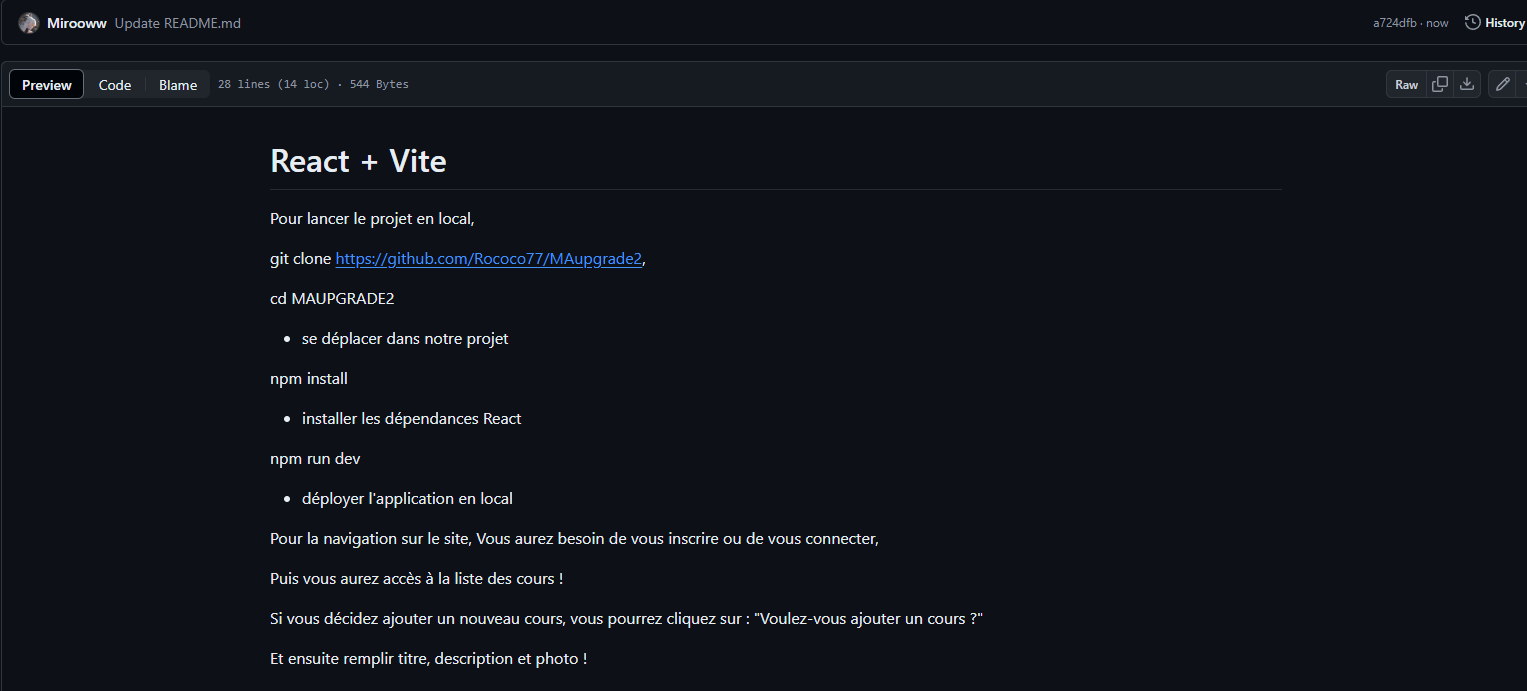 Mirooww Update README.md a724dfb · now History
Preview Code Blame 28 lines (14 loc) · 544 Bytes Raw
React + Vite
Pour lancer le projet en local,
git clone https://github.com/Rococo77/MAupgrade2,
cd MAUPGRADE2
• se déplacer dans notre projet
npm install
• installer les dépendances React
npm run dev
• déployer l'application en local
Pour la navigation sur le site, Vous aurez besoin de vous inscrire ou de vous connecter,
Puis vous aurez accès à la liste des cours !
Si vous décidez ajouter un nouveau cours, vous pourrez cliquez sur : "Voulez-vous ajouter un cours ?"
Et ensuite remplir titre, description et photo !